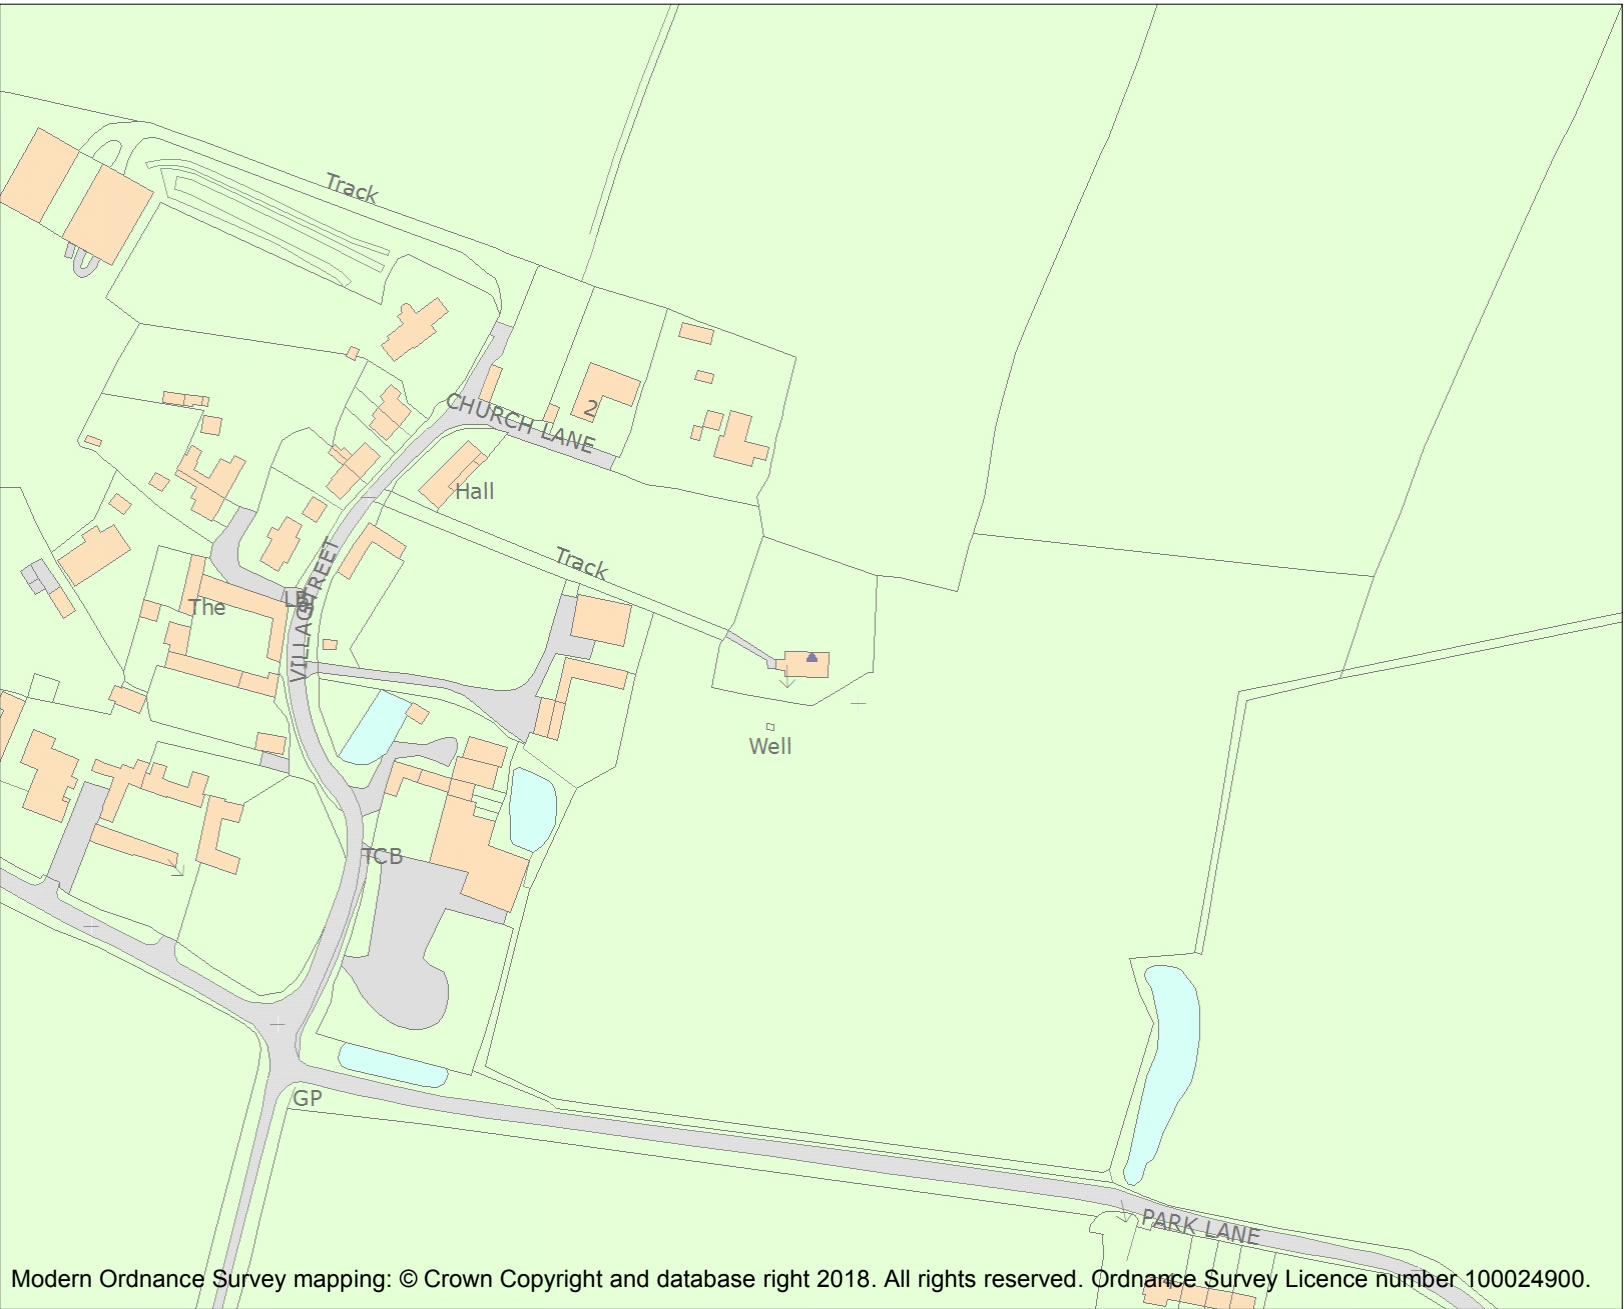 Track
CHURCH LANE
2
Hall
Track
VILLAGE STREET
LB
The
Well
TCB
GP
PARK LANE
Modern Ordnance Survey mapping: © Crown Copyright and database right 2018. All rights reserved. Ordnance Survey Licence number 100024900.